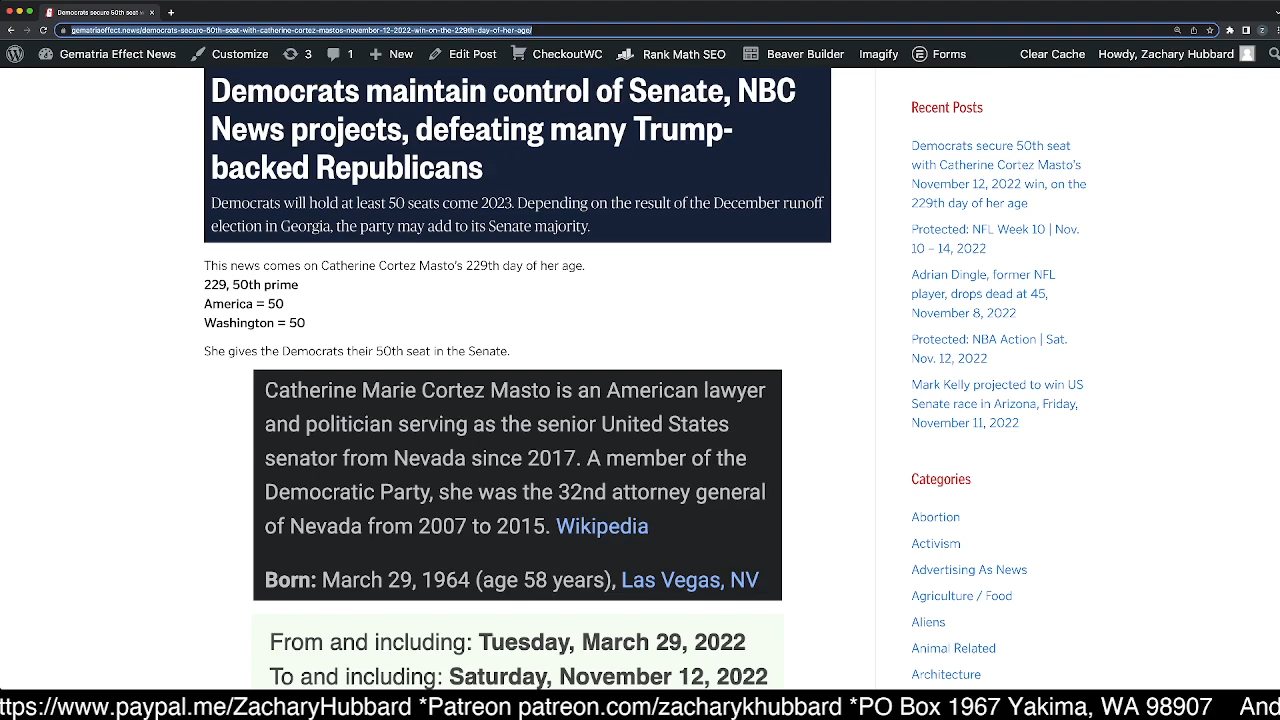 Democrats secure 50th seat w
gematriaeffect.news/democrats-secure-50th-seat-with-catherine-cortez-mastos-november-12-2022-win-on-the-229th-day-of-her-age/
Gematria Effect News Customize 3 1 New Edit Post CheckoutWC Rank Math SEO Beaver Builder Imagify Forms Clear Cache Howdy, Zachary Hubbard
Democrats maintain control of Senate, NBC
News projects, defeating many Trump-
backed Republicans
Democrats will hold at least 50 seats come 2023. Depending on the result of the December runoff
election in Georgia, the party may add to its Senate majority.
This news comes on Catherine Cortez Masto's 229th day of her age.
229, 50th prime
America = 50
Washington = 50
She gives the Democrats their 50th seat in the Senate.
Catherine Marie Cortez Masto is an American lawyer
and politician serving as the senior United States
senator from Nevada since 2017. A member of the
Democratic Party, she was the 32nd attorney general
of Nevada from 2007 to 2015. Wikipedia
Born: March 29, 1964 (age 58 years), Las Vegas, NV
From and including: Tuesday, March 29, 2022
To and including: Saturday, November 12, 2022
Recent Posts
Democrats secure 50th seat
with Catherine Cortez Masto's
November 12, 2022 win, on the
229th day of her age
Protected: NFL Week 10 | Nov.
10 – 14, 2022
Adrian Dingle, former NFL
player, drops dead at 45,
November 8, 2022
Protected: NBA Action | Sat.
Nov. 12, 2022
Mark Kelly projected to win US
Senate race in Arizona, Friday,
November 11, 2022
Categories
Abortion
Activism
Advertising As News
Agriculture / Food
Aliens
Animal Related
Architecture
ttps://www.paypal.me/ZacharyHubbard *Patreon patreon.com/zacharykhubbard *PO Box 1967 Yakima, WA 98907 And